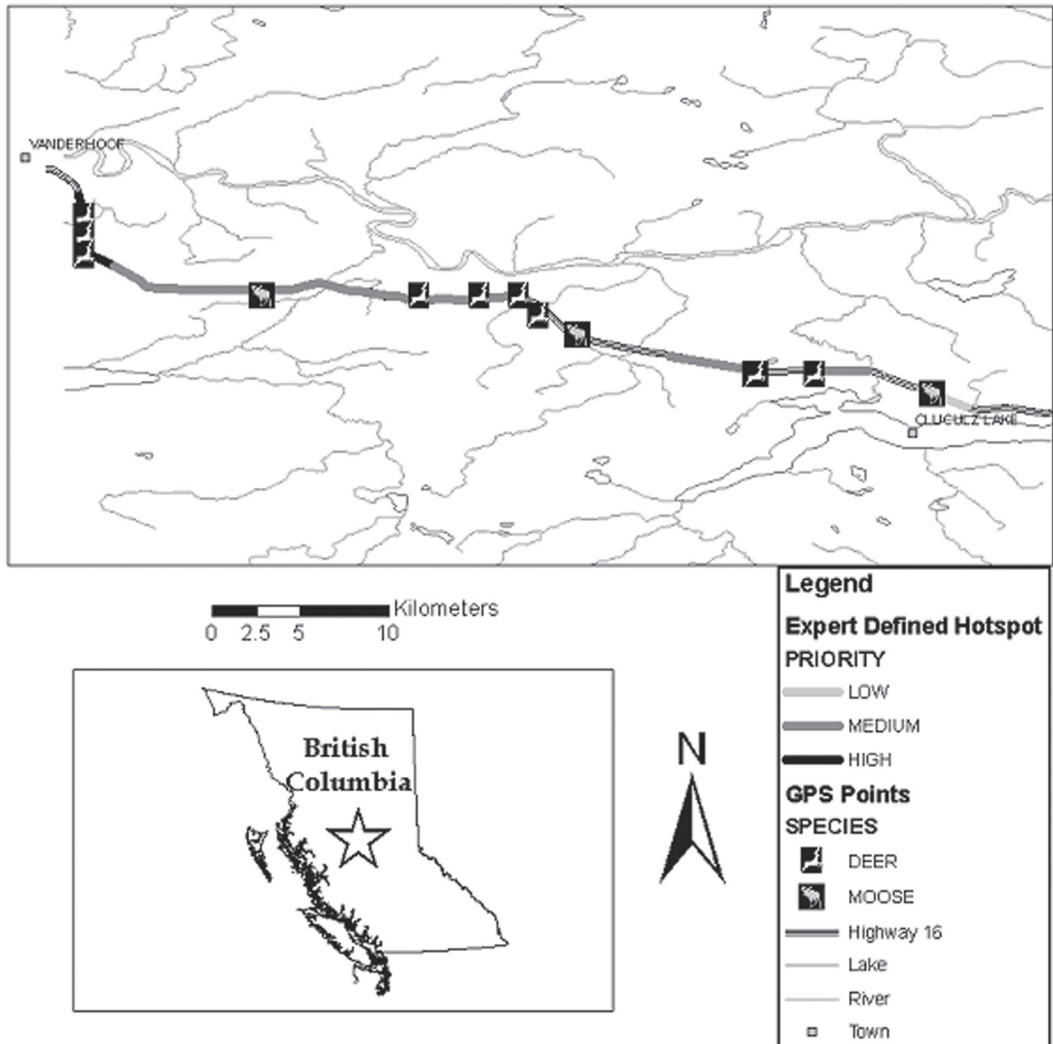 VANDERHOOF
CLUCULZ LAKE
Kilometers
0 2.5 5 10
British
Columbia
N
Legend
Expert Defined Hotspot
PRIORITY
LOW
MEDIUM
HIGH
GPS Points
SPECIES
DEER
MOOSE
Highway 16
Lake
River
Town